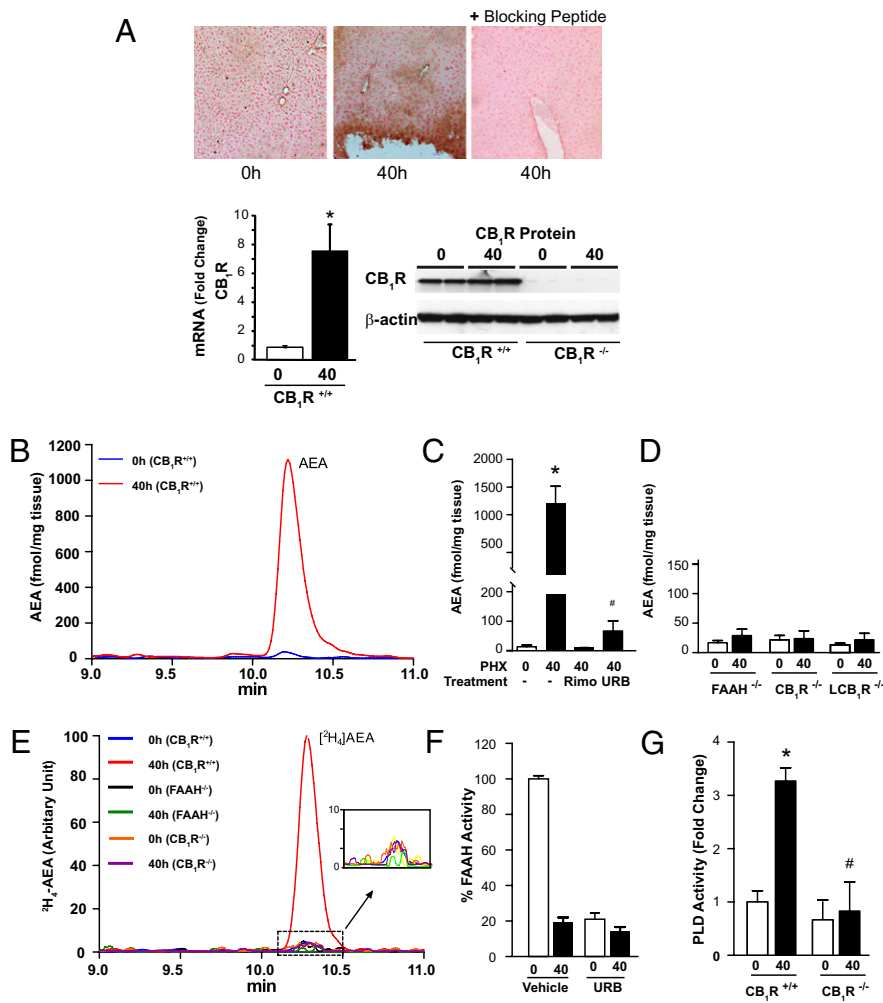 A
+ Blocking Peptide
0h
40h
40h
mRNA (Fold Change)
CB₁R
10
8
6
4
2
0
0
40
CB₁R +/+
*
CB₁R Protein
0 40 0 40
CB₁R
β-actin
CB₁R +/+ CB₁R -/-
B
AEA (fmol/mg tissue)
1200
1000
800
600
400
200
0
0h (CB₁R+/+)
40h (CB₁R+/+)
AEA
9.0 9.5 10.0 10.5 11.0
min
C
AEA (fmol/mg tissue)
2000
1500
1000
500
200
100
0
*
#
PHX 0 40 40 40
Treatment - - Rimo URB
D
AEA (fmol/mg tissue)
150
100
50
0
0 40 0 40 0 40
FAAH -/- CB₁R -/- LCB₁R -/-
E
²H₄-AEA (Arbitary Unit)
100
80
60
40
20
0
0h (CB₁R+/+)
40h (CB₁R+/+)
0h (FAAH-/-)
40h (FAAH-/-)
0h (CB₁R-/-)
40h (CB₁R-/-)
[²H₄]AEA
10
0
9.0 9.5 10.0 10.5 11.0
min
F
% FAAH Activity
120
100
80
60
40
20
0
0 40 0 40
Vehicle URB
G
PLD Activity (Fold Change)
4
3
2
1
0
*
#
0 40 0 40
CB₁R +/+ CB₁R -/-